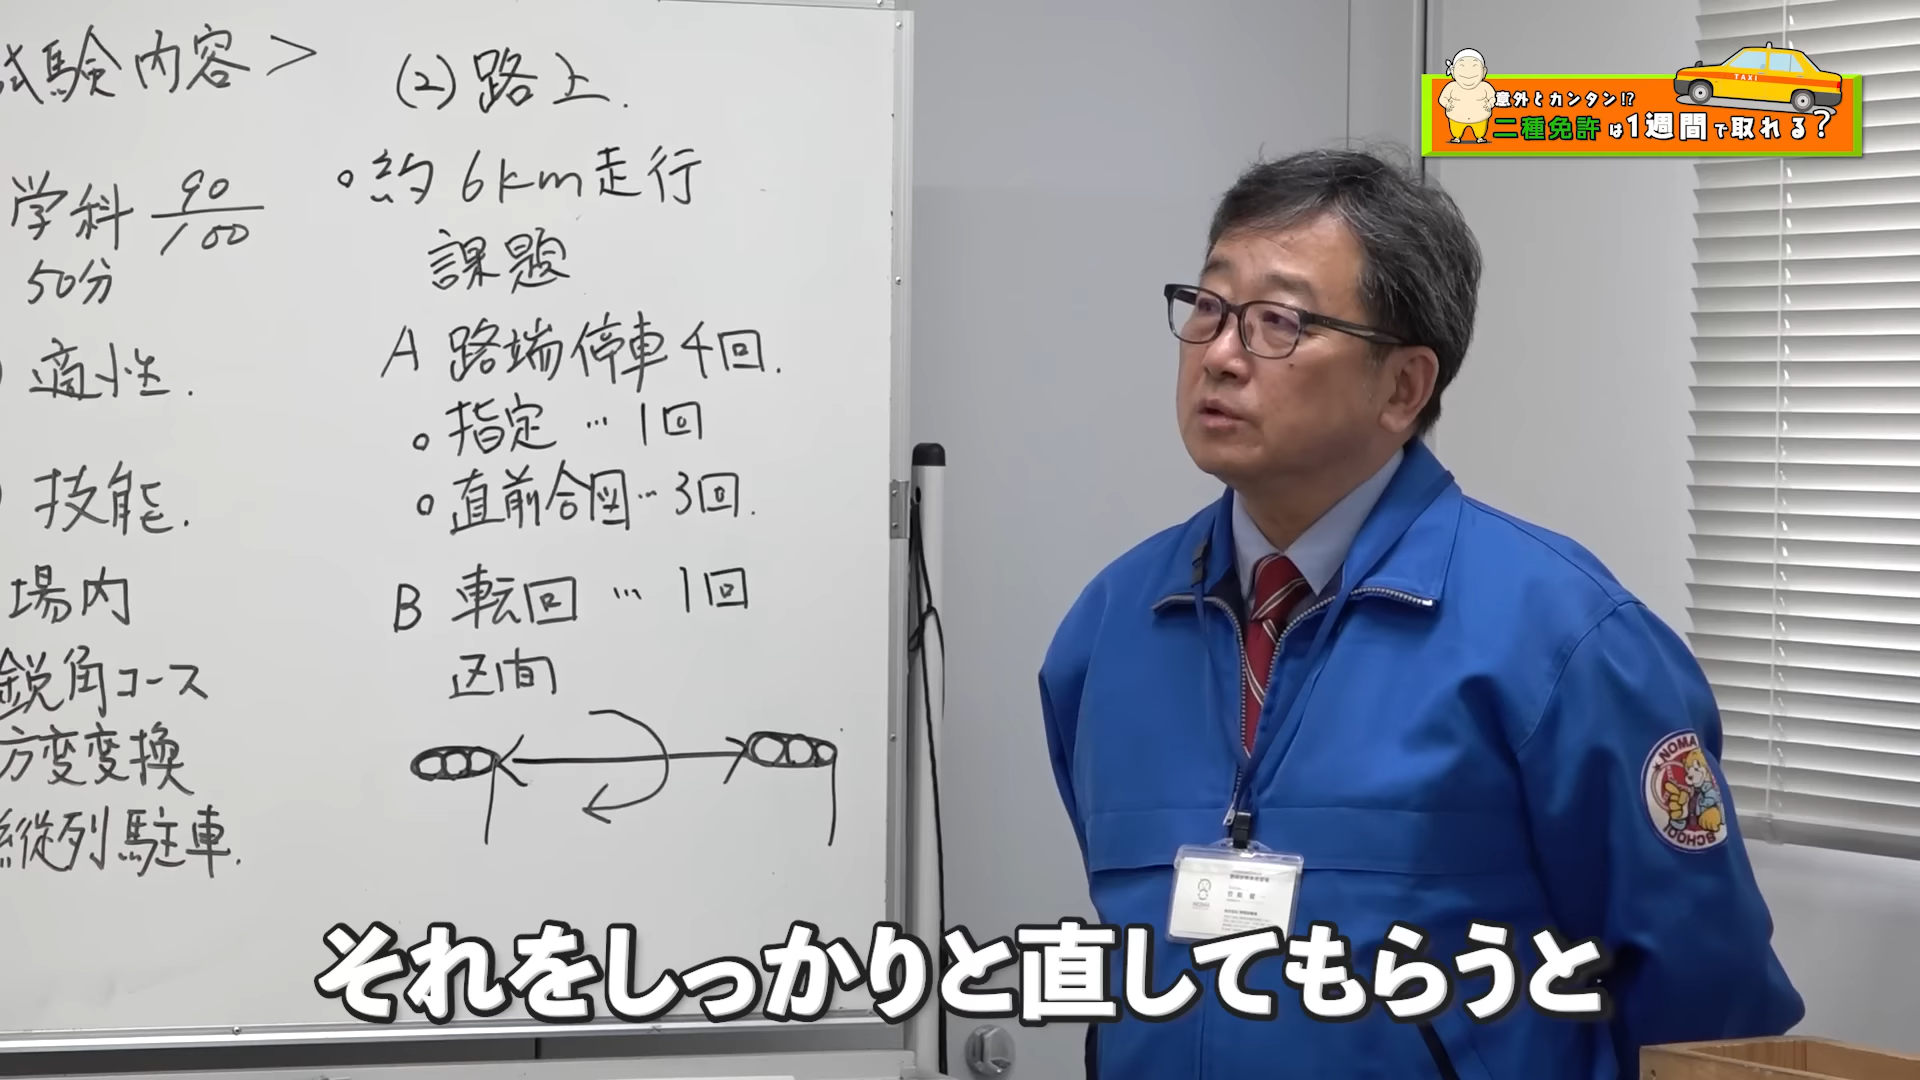 試験内容>
学科 90/100
50分
適性.
技能.
場内
鋭角コース
方変変換
縦列駐車.
(2)路上.
。約6km走行
課題
A 路端停車4回.
。指定…1回
。直前合図…3回.
B 転回…1回
区間
TAXI
意外とカンタン!?
二種免許は1週間で取れる?
NOMA
SCHOOL
それをしっかりと直してもらうと